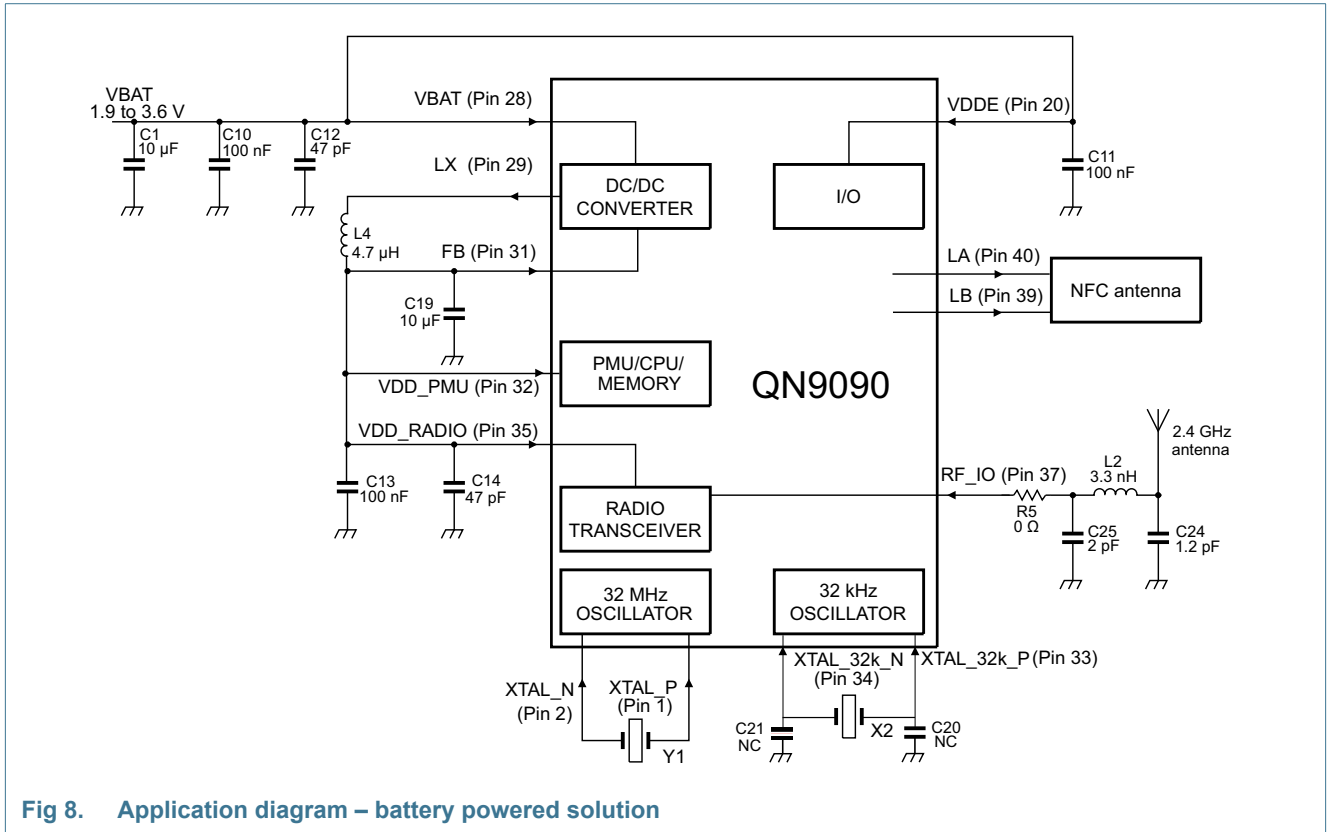 VBAT
1.9 to 3.6 V
C1
10 µF
C10
100 nF
C12
47 pF
VBAT (Pin 28)
VDDE (Pin 20)
C11
100 nF
LX (Pin 29)
DC/DC
CONVERTER
I/O
L4
4.7 µH
FB (Pin 31)
C19
10 µF
LA (Pin 40)
LB (Pin 39)
NFC antenna
PMU/CPU/
MEMORY
QN9090
VDD_PMU (Pin 32)
VDD_RADIO (Pin 35)
C13
100 nF
C14
47 pF
RADIO
TRANSCEIVER
RF_IO (Pin 37)
R5
0 Ω
L2
3.3 nH
2.4 GHz
antenna
C25
2 pF
C24
1.2 pF
32 MHz
OSCILLATOR
32 kHz
OSCILLATOR
XTAL_N
(Pin 2)
XTAL_P
(Pin 1)
Y1
XTAL_32k_N
(Pin 34)
XTAL_32k_P (Pin 33)
C21
NC
X2
C20
NC
Fig 8. Application diagram – battery powered solution